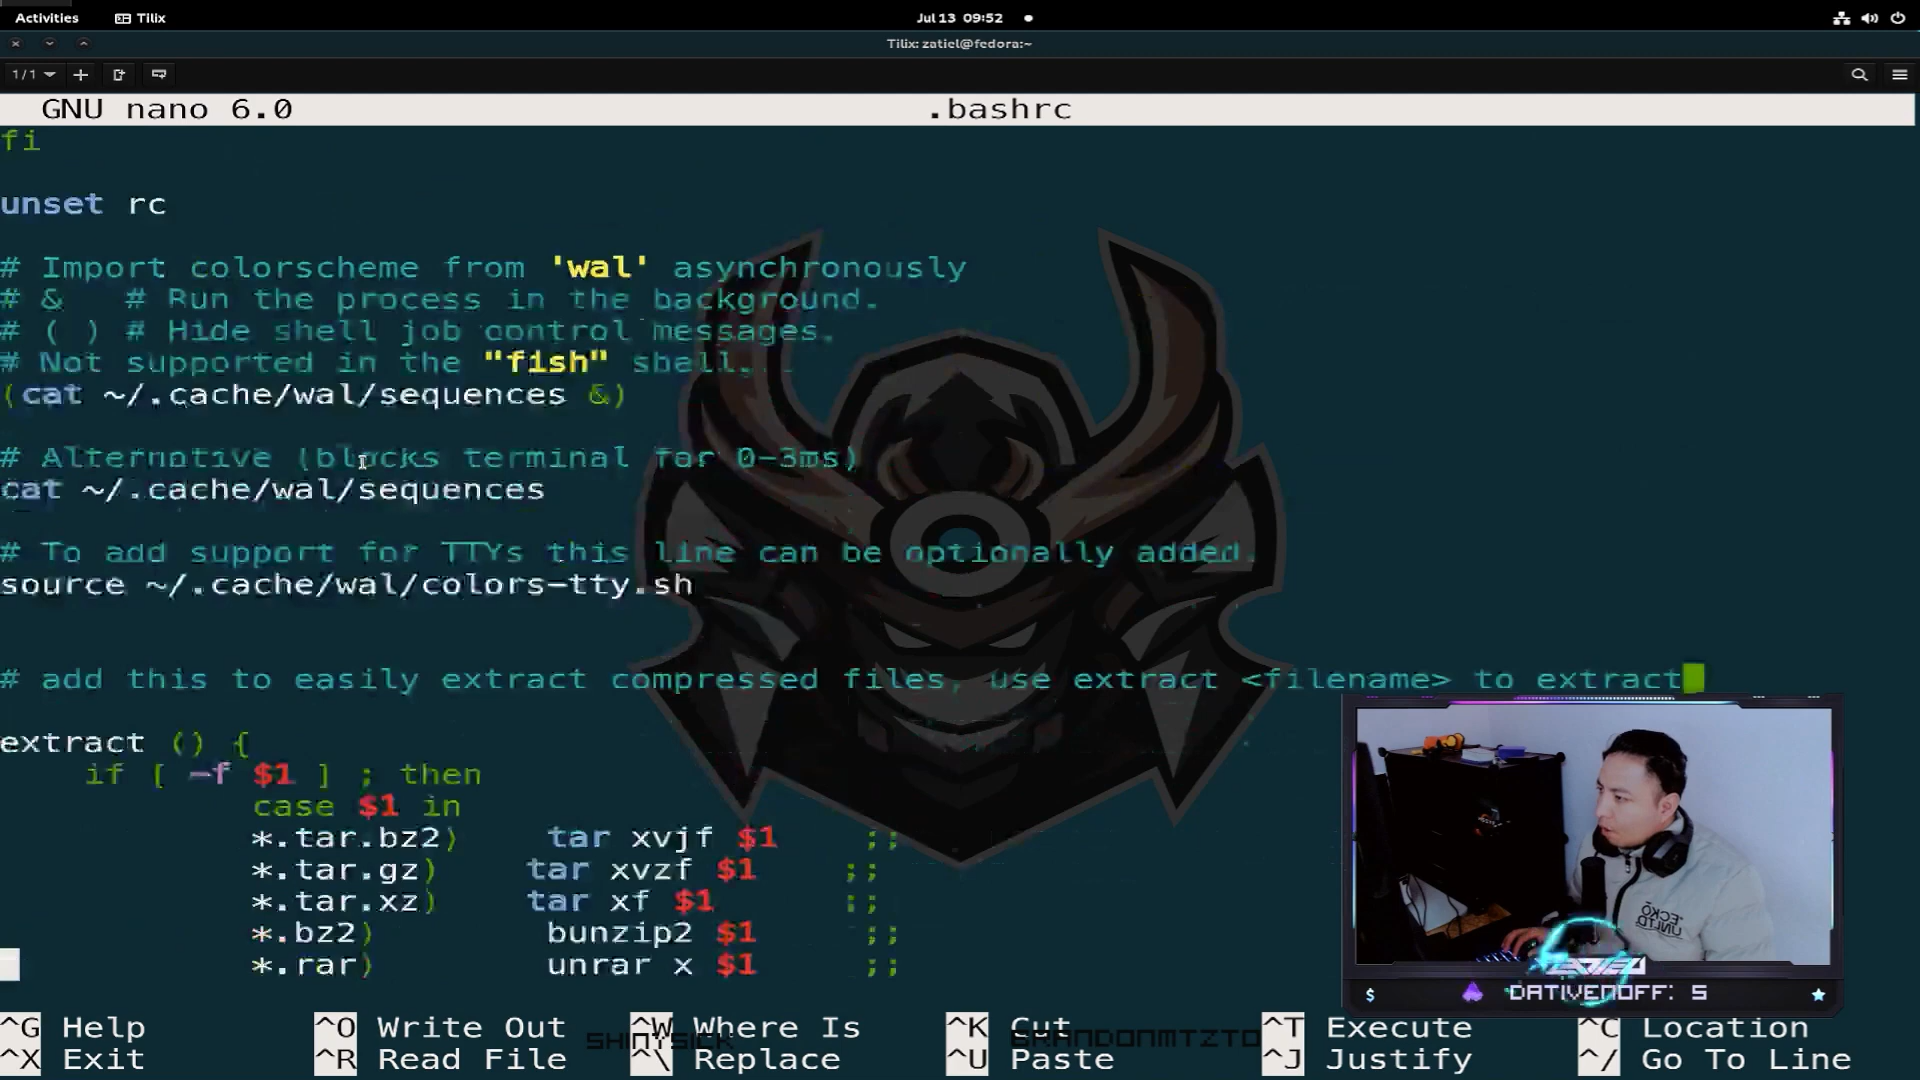 Activities Tilix Jul 13 09:52
Tilix: zatiel@fedora:~
1/1
GNU nano 6.0 .bashrc
fi
unset rc
# Import colorscheme from 'wal' asynchronously
# & # Run the process in the background.
# ( ) # Hide shell job control messages.
# Not supported in the "fish" shell.
(cat ~/.cache/wal/sequences &)
# Alternative (blocks terminal for 0-3ms)
cat ~/.cache/wal/sequences
# To add support for TTYs this line can be optionally added.
source ~/.cache/wal/colors-tty.sh
# add this to easily extract compressed files, use extract <filename> to extract
extract () {
if [ -f $1 ] ; then
case $1 in
*.tar.bz2) tar xvjf $1 ;;
*.tar.gz) tar xvzf $1 ;;
*.tar.xz) tar xf $1 ;;
*.bz2) bunzip2 $1 ;;
*.rar) unrar x $1 ;;
ECKŌ
UNLTD.
$ DATIVENOFF: 5
^G Help ^O Write Out ^W Where Is ^K Cut ^T Execute ^C Location
SHINYSICK BRANDONMTZTO
^X Exit ^R Read File ^\ Replace ^U Paste ^J Justify ^/ Go To Line